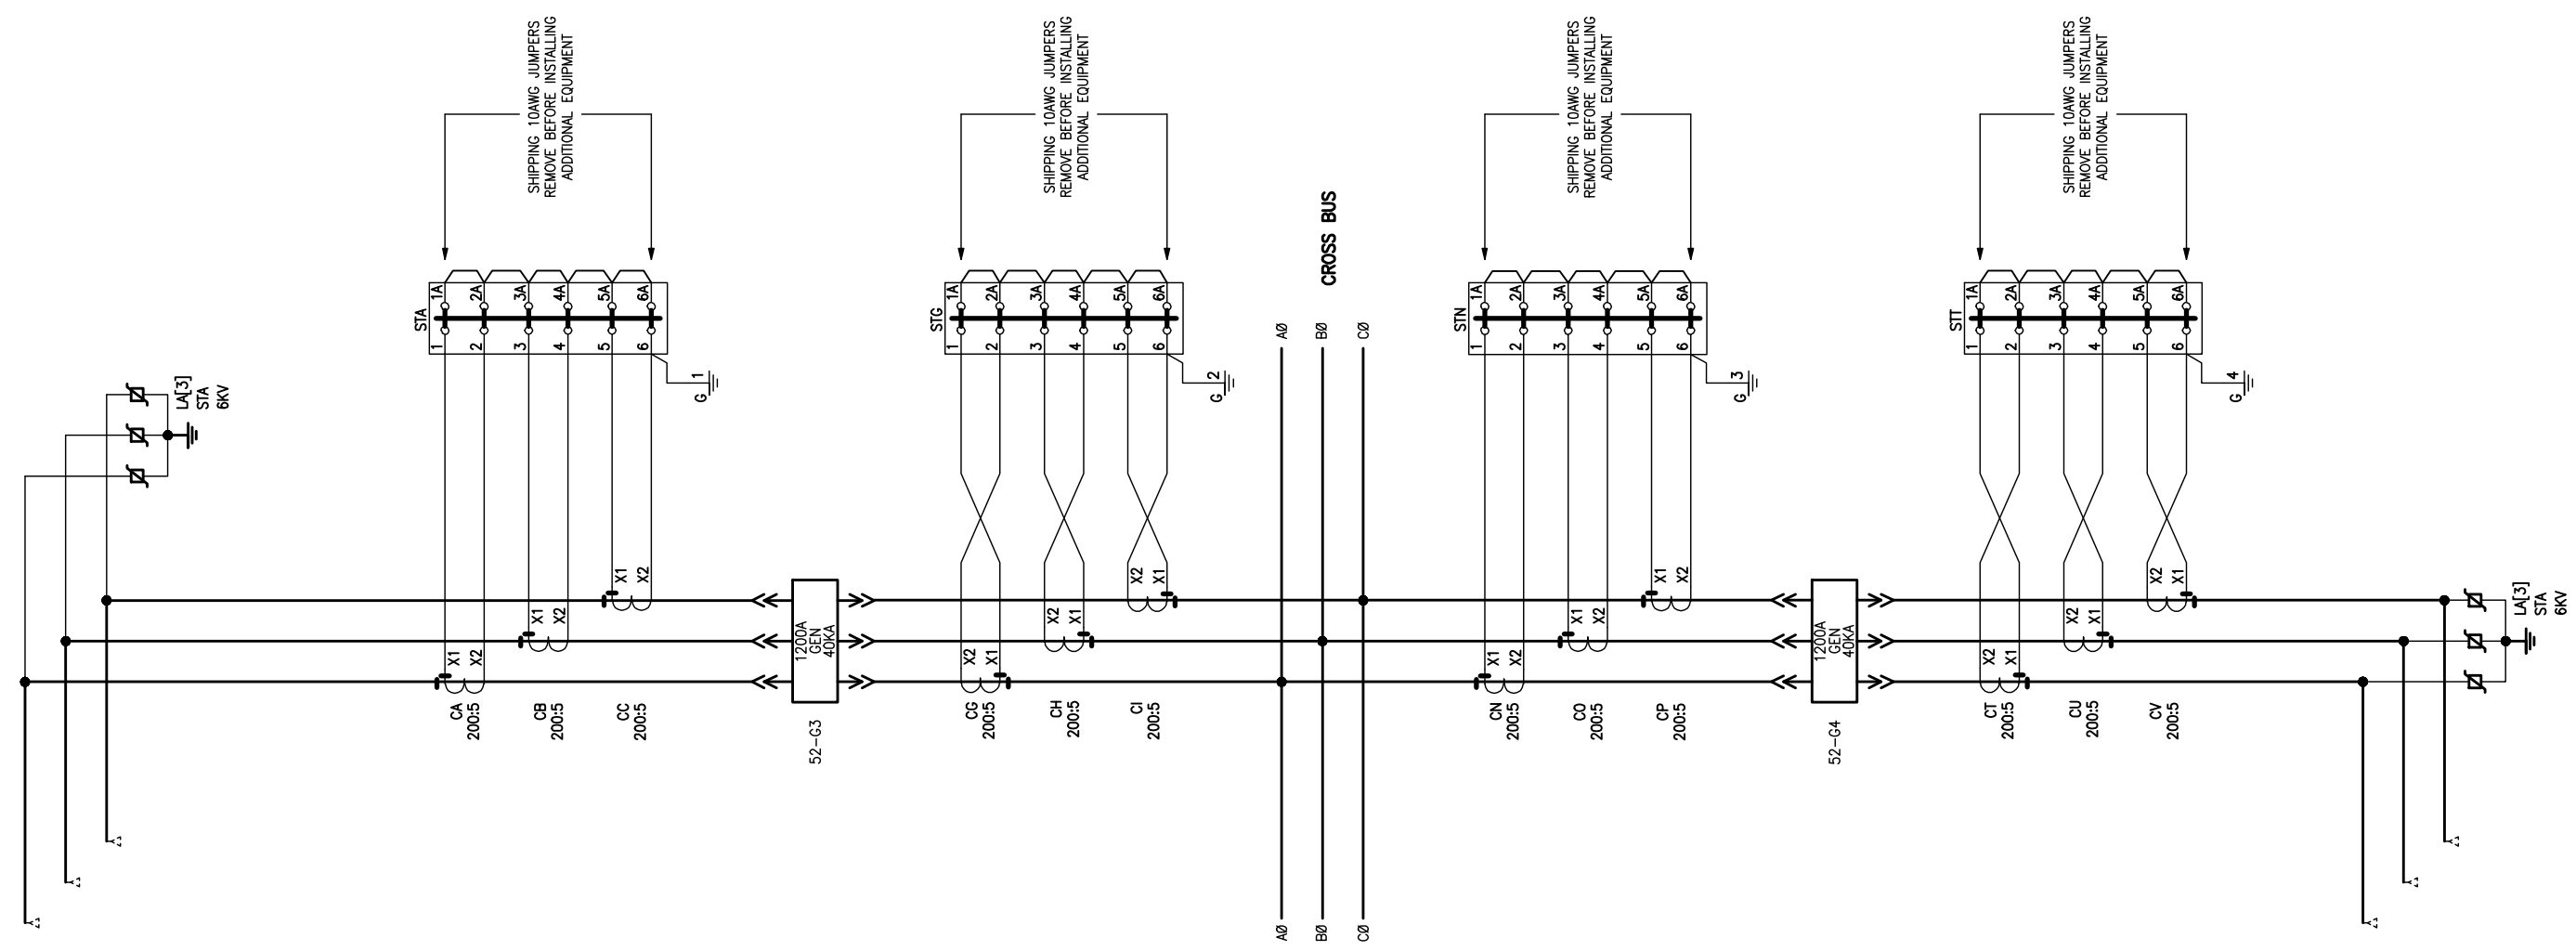 SHIPPING 10AWG JUMPERS
REMOVE BEFORE INSTALLING
ADDITIONAL EQUIPMENT
SHIPPING 10AWG JUMPERS
REMOVE BEFORE INSTALLING
ADDITIONAL EQUIPMENT
SHIPPING 10AWG JUMPERS
REMOVE BEFORE INSTALLING
ADDITIONAL EQUIPMENT
SHIPPING 10AWG JUMPERS
REMOVE BEFORE INSTALLING
ADDITIONAL EQUIPMENT
CROSS BUS
STA
1A 2A 3A 4A 5A 6A
1 2 3 4 5 6
G 1
STG
1A 2A 3A 4A 5A 6A
1 2 3 4 5 6
G 2
AØ
BØ
CØ
STN
1A 2A 3A 4A 5A 6A
1 2 3 4 5 6
G 3
STT
1A 2A 3A 4A 5A 6A
1 2 3 4 5 6
G 4
LA[3]
STA
6KV
X1 X2
X1 X2
X1 X2
CA
200:5
CB
200:5
CC
200:5
1200A
GEN
40KA
52-G3
X2 X1
X2 X1
X2 X1
CG
200:5
CH
200:5
CI
200:5
X1 X2
X1 X2
X1 X2
CN
200:5
CO
200:5
CP
200:5
1200A
GEN
40KA
52-G4
X2 X1
X2 X1
X2 X1
CT
200:5
CU
200:5
CV
200:5
LA[3]
STA
6KV
AØ
BØ
CØ